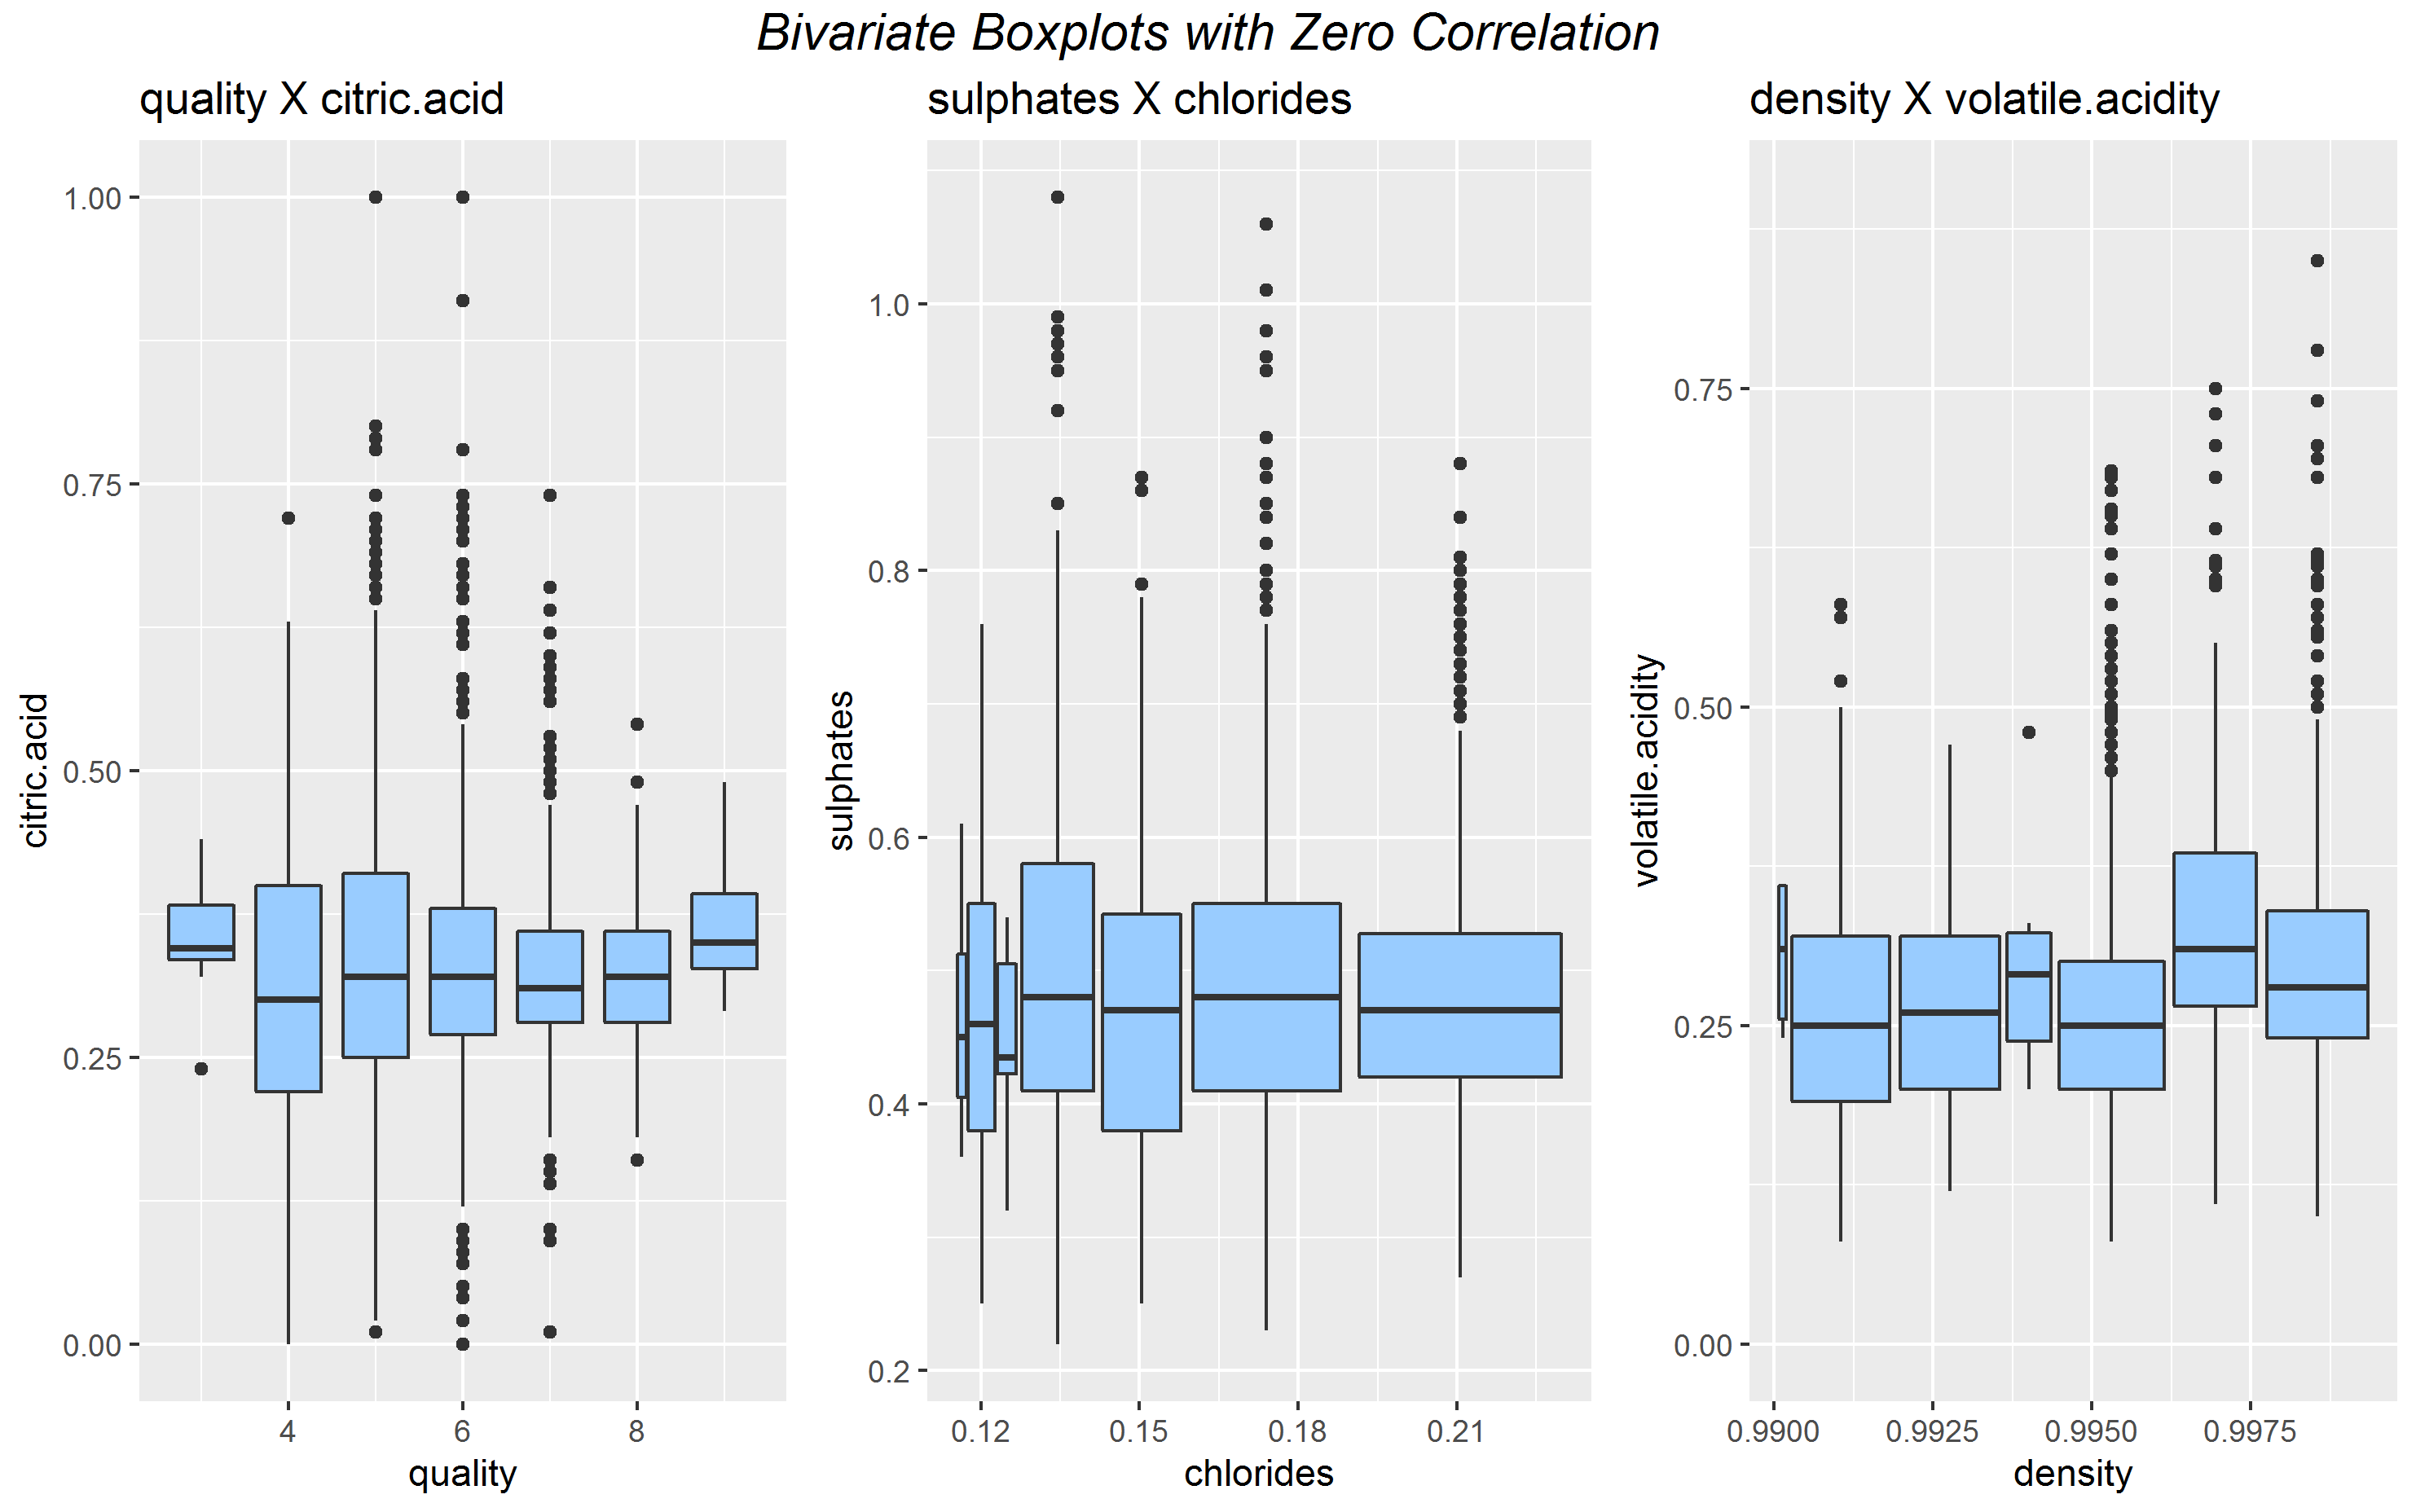 Bivariate Boxplots with Zero Correlation
quality X citric.acid
citric.acid
1.00
0.75
0.50
0.25
0.00
4 6 8
quality
sulphates X chlorides
sulphates
1.0
0.8
0.6
0.4
0.2
0.12 0.15 0.18 0.21
chlorides
density X volatile.acidity
volatile.acidity
0.75
0.50
0.25
0.00
0.9900 0.9925 0.9950 0.9975
density